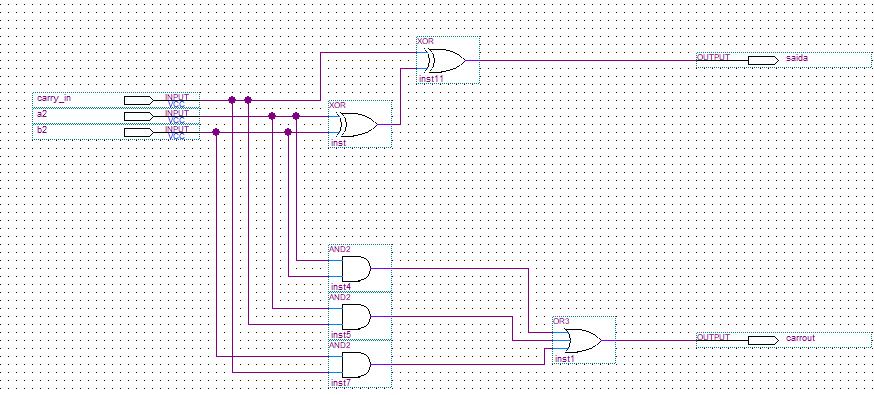 XOR
inst11
OUTPUT
saida
carry_in
INPUT
VCC
a2
INPUT
VCC
b2
INPUT
VCC
XOR
inst
AND2
inst4
AND2
inst5
AND2
inst7
OR3
inst1
OUTPUT
carrout